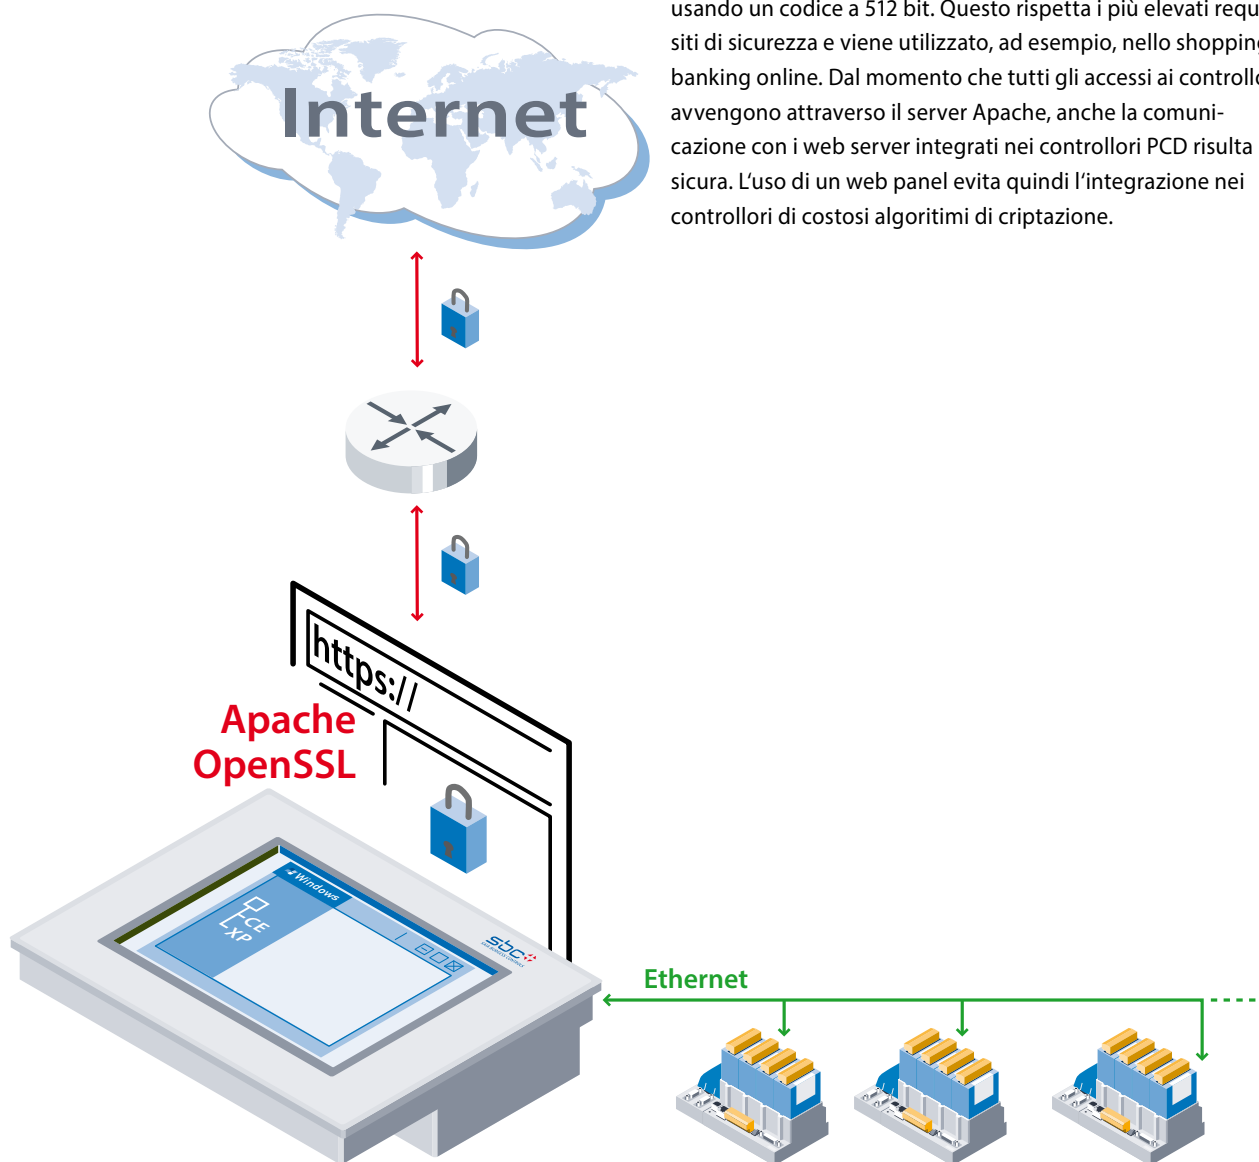 usando un codice a 512 bit. Questo rispetta i più elevati requi
siti di sicurezza e viene utilizzato, ad esempio, nello shopping
banking online. Dal momento che tutti gli accessi ai controllo
avvengono attraverso il server Apache, anche la comuni-
cazione con i web server integrati nei controllori PCD risulta
sicura. L‘uso di un web panel evita quindi l‘integrazione nei
controllori di costosi algoritimi di criptazione.
Internet
https://
Apache
OpenSSL
Windows
CE
XP
sbc
Ethernet